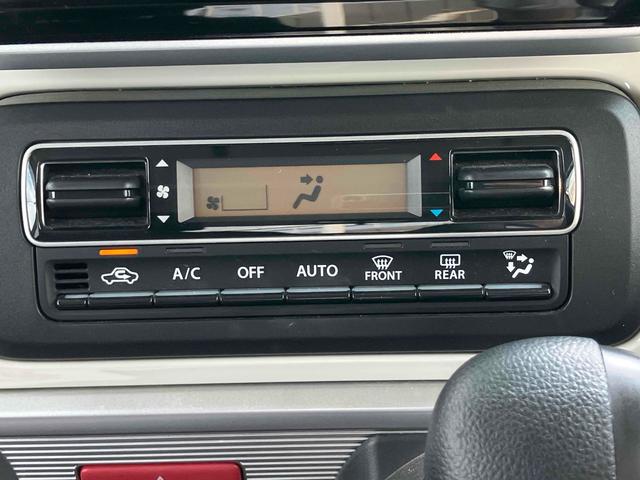 A/C OFF AUTO FRONT REAR